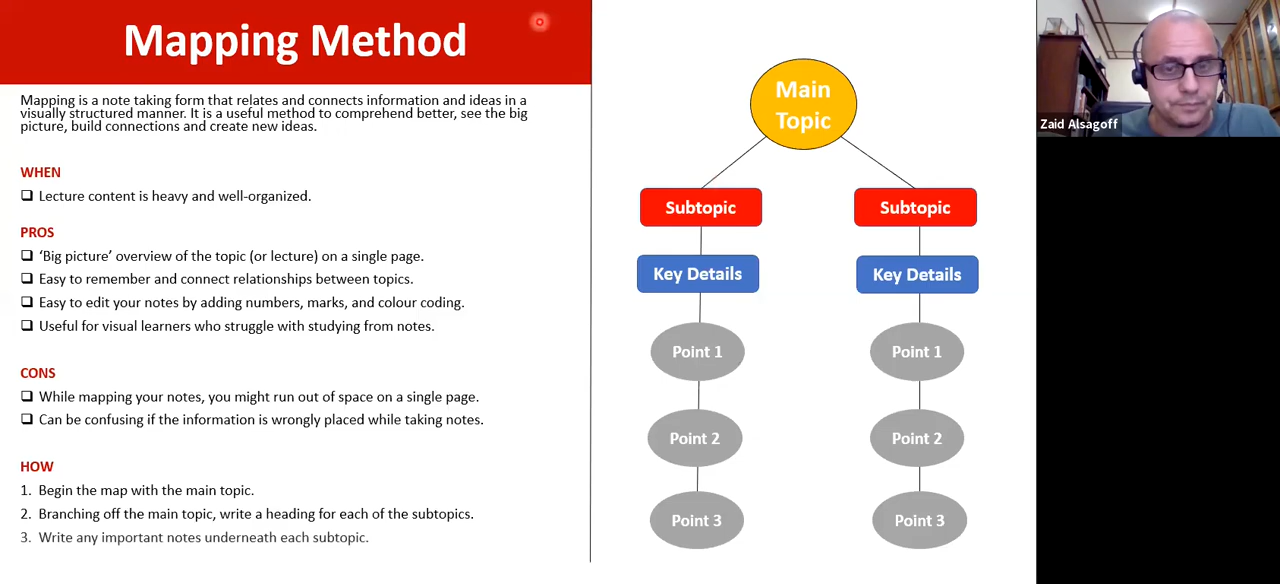 Mapping Method
Mapping is a note taking form that relates and connects information and ideas in a
visually structured manner. It is a useful method to comprehend better, see the big
picture, build connections and create new ideas.
WHEN
Lecture content is heavy and well-organized.
PROS
‘Big picture’ overview of the topic (or lecture) on a single page.
Easy to remember and connect relationships between topics.
Easy to edit your notes by adding numbers, marks, and colour coding.
Useful for visual learners who struggle with studying from notes.
CONS
While mapping your notes, you might run out of space on a single page.
Can be confusing if the information is wrongly placed while taking notes.
HOW
1. Begin the map with the main topic.
2. Branching off the main topic, write a heading for each of the subtopics.
3. Write any important notes underneath each subtopic.
Main
Topic
Subtopic
Subtopic
Key Details
Key Details
Point 1
Point 1
Point 2
Point 2
Point 3
Point 3
Zaid Alsagoff